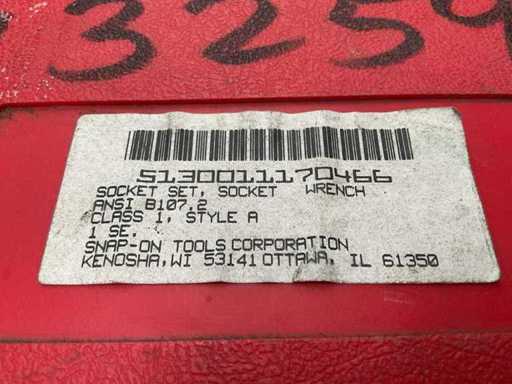 3259
5130011170466
SOCKET SET, SOCKET WRENCH
ANSI B107.2
CLASS 1, STYLE A
1 SE.
SNAP-ON TOOLS CORPORATION
KENOSHA, WI 53141 OTTAWA, IL 61350